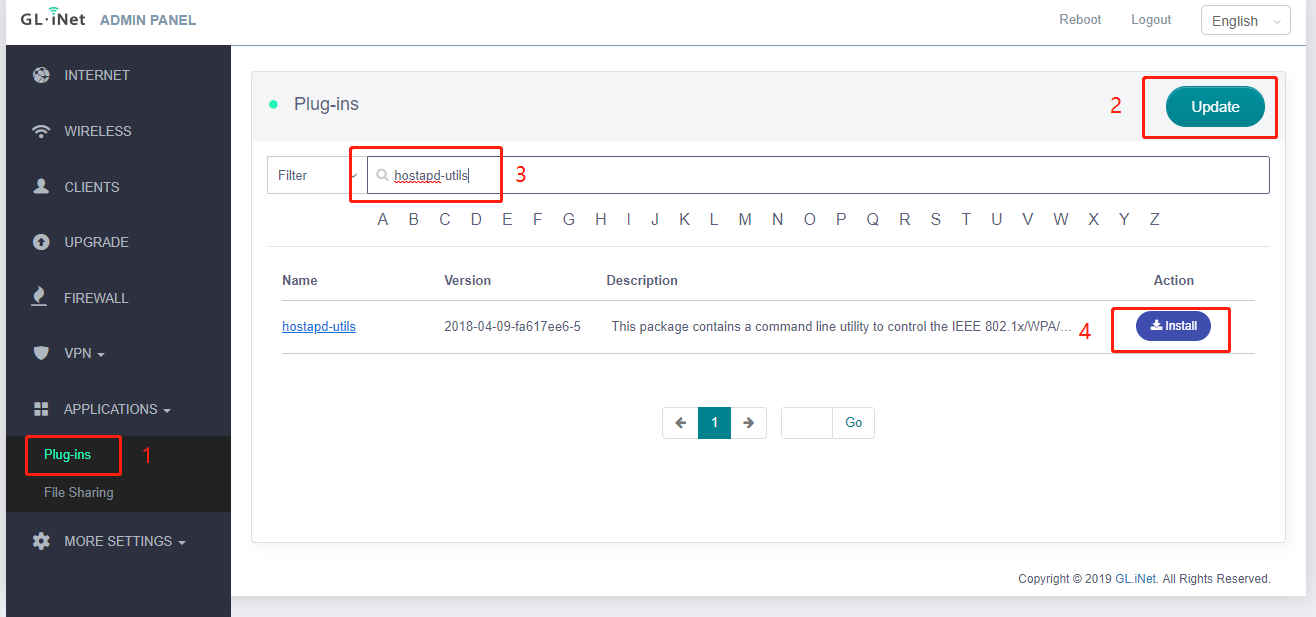 GL·iNet ADMIN PANEL Reboot Logout English
INTERNET
WIRELESS
CLIENTS
UPGRADE
FIREWALL
VPN
APPLICATIONS
Plug-ins 1
File Sharing
MORE SETTINGS
Plug-ins 2 Update
Filter hostapd-utils 3
A B C D E F G H I J K L M N O P Q R S T U V W X Y Z
Name Version Description Action
hostapd-utils 2018-04-09-fa617ee6-5 This package contains a command line utility to control the IEEE 802.1x/WPA/... 4 Install
1 Go
Copyright © 2019 GL.iNet. All Rights Reserved.